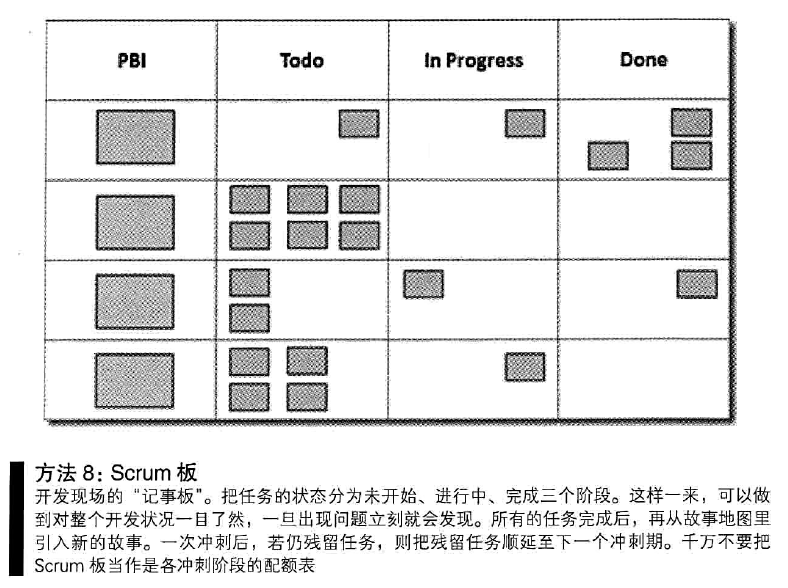 PBI Todo In Progress Done
方法 8：Scrum 板
开发现场的“记事板”。把任务的状态分为未开始、进行中、完成三个阶段。这样一来，可以做
到对整个开发状况一目了然，一旦出现问题立刻就会发现。所有的任务完成后，再从故事地图里
引入新的故事。一次冲刺后，若仍残留任务，则把残留任务顺延至下一个冲刺期。千万不要把
Scrum 板当作是各冲刺阶段的配额表